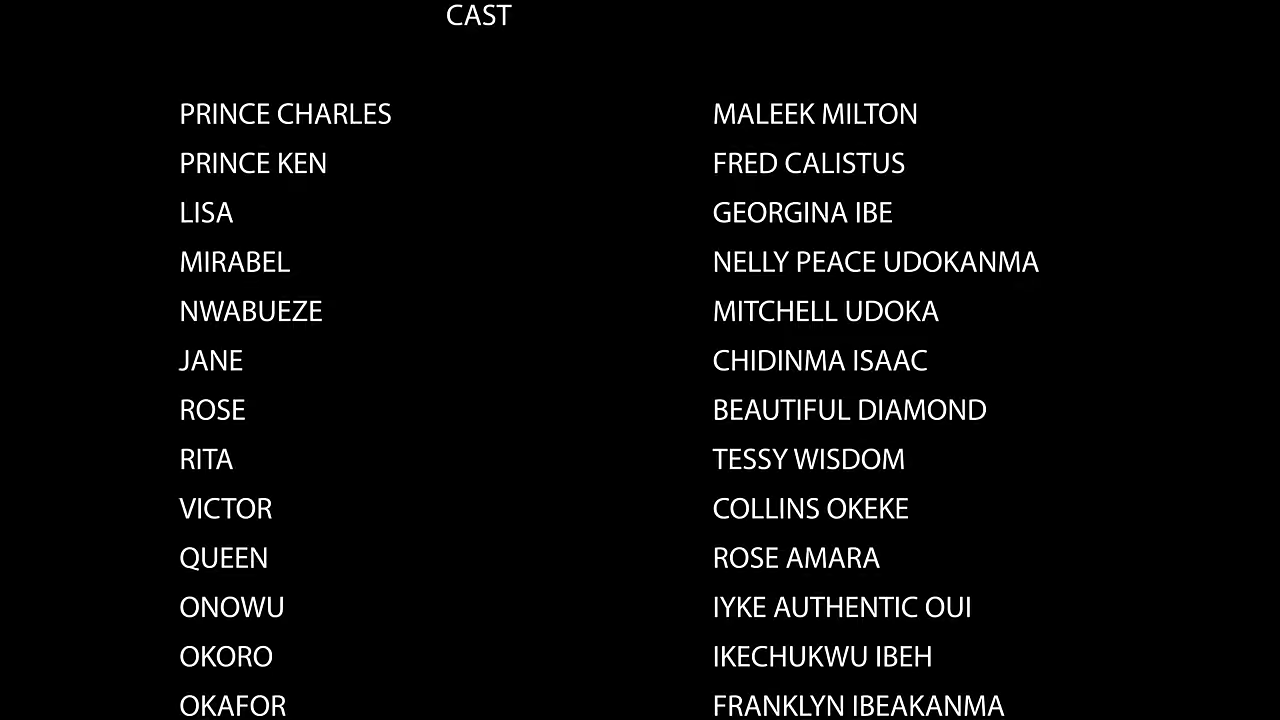 CAST
PRINCE CHARLES MALEEK MILTON
PRINCE KEN FRED CALISTUS
LISA GEORGINA IBE
MIRABEL NELLY PEACE UDOKANMA
NWABUEZE MITCHELL UDOKA
JANE CHIDINMA ISAAC
ROSE BEAUTIFUL DIAMOND
RITA TESSY WISDOM
VICTOR COLLINS OKEKE
QUEEN ROSE AMARA
ONOWU IYKE AUTHENTIC OUI
OKORO IKECHUKWU IBEH
OKAFOR FRANKLYN IBEAKANMA